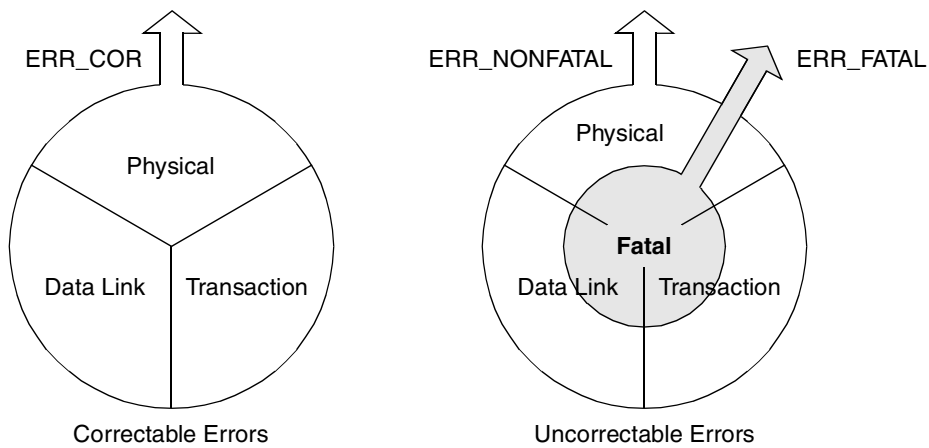 ERR_COR
Physical
Data Link
Transaction
Correctable Errors
ERR_NONFATAL
ERR_FATAL
Physical
Fatal
Data Link
Transaction
Uncorrectable Errors